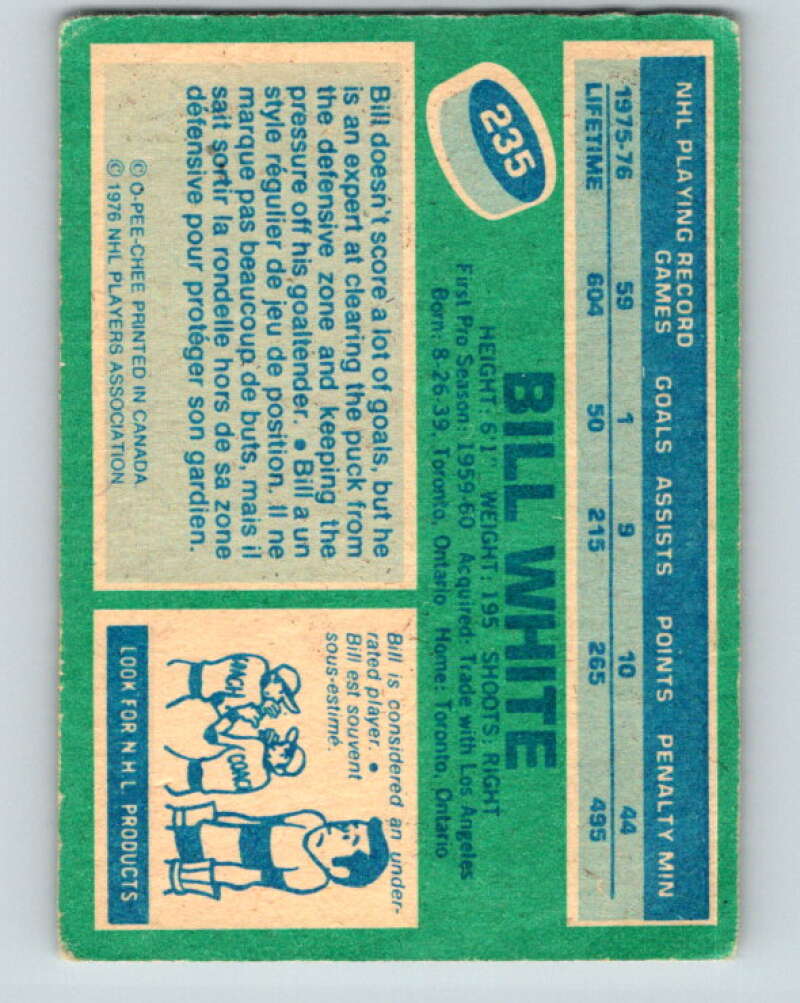 NHL PLAYING RECORD
GAMES GOALS ASSISTS POINTS PENALTY MIN
1975-76 59 1 9 10 44
LIFETIME 604 50 215 265 495
235
BILL WHITE
HEIGHT: 6'1" WEIGHT: 195 SHOOTS: RIGHT
First Pro Season: 1959-60 Acquired: Trade with Los Angeles
Born: 8-26-39, Toronto, Ontario Home: Toronto, Ontario
Bill doesn't score a lot of goals, but he
is an expert at clearing the puck from
the defensive zone and keeping the
pressure off his goaltender. • Bill a un
style régulier de jeu de position. Il ne
marque pas beaucoup de buts, mais il
sait sortir la rondelle hors de sa zone
défensive pour protéger son gardien.
© O-PEE-CHEE PRINTED IN CANADA
© 1976 NHL PLAYERS ASSOCIATION
Bill is considered an under-
rated player. •
Bill est souvent
sous-estimé.
COACH
LOOK FOR N.H.L. PRODUCTS